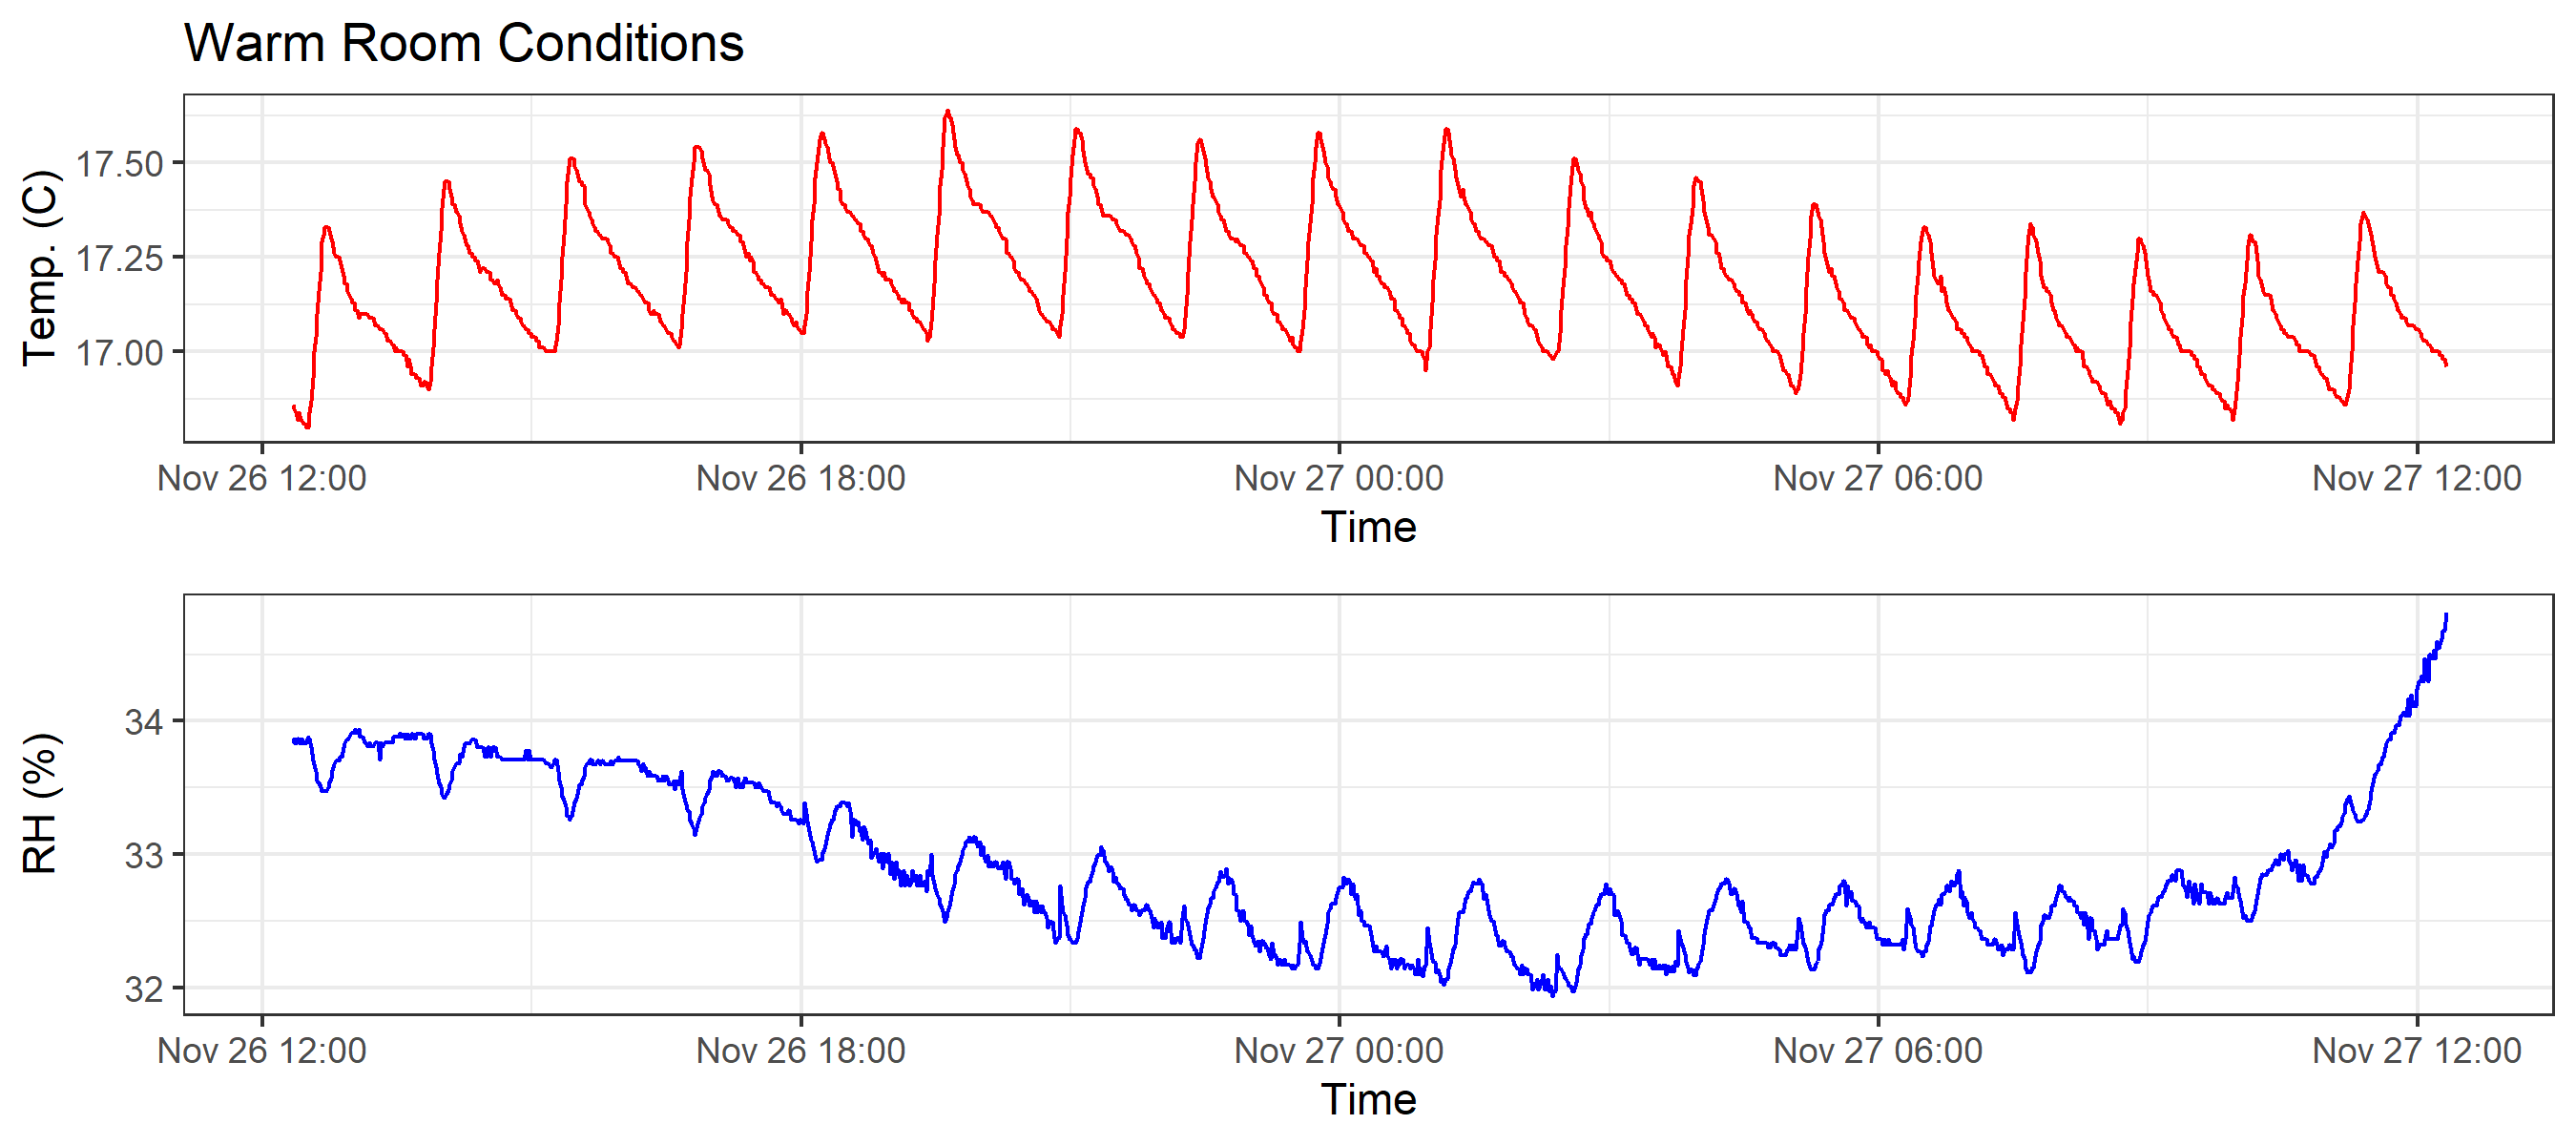 Warm Room Conditions
Temp. (C)
17.50
17.25
17.00
Nov 26 12:00 Nov 26 18:00 Nov 27 00:00 Nov 27 06:00 Nov 27 12:00
Time
RH (%)
34
33
32
Nov 26 12:00 Nov 26 18:00 Nov 27 00:00 Nov 27 06:00 Nov 27 12:00
Time